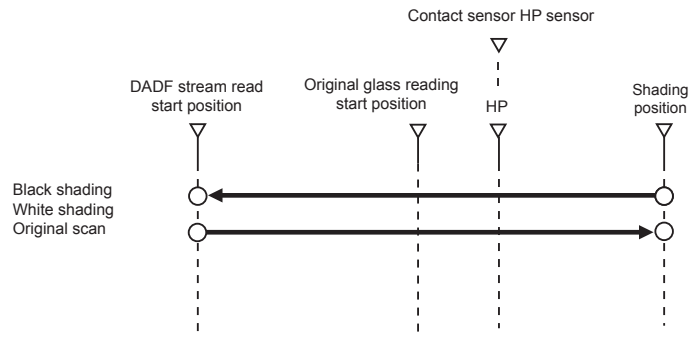 Contact sensor HP sensor
DADF stream read
start position
Original glass reading
start position
HP
Shading
position
Black shading
White shading
Original scan